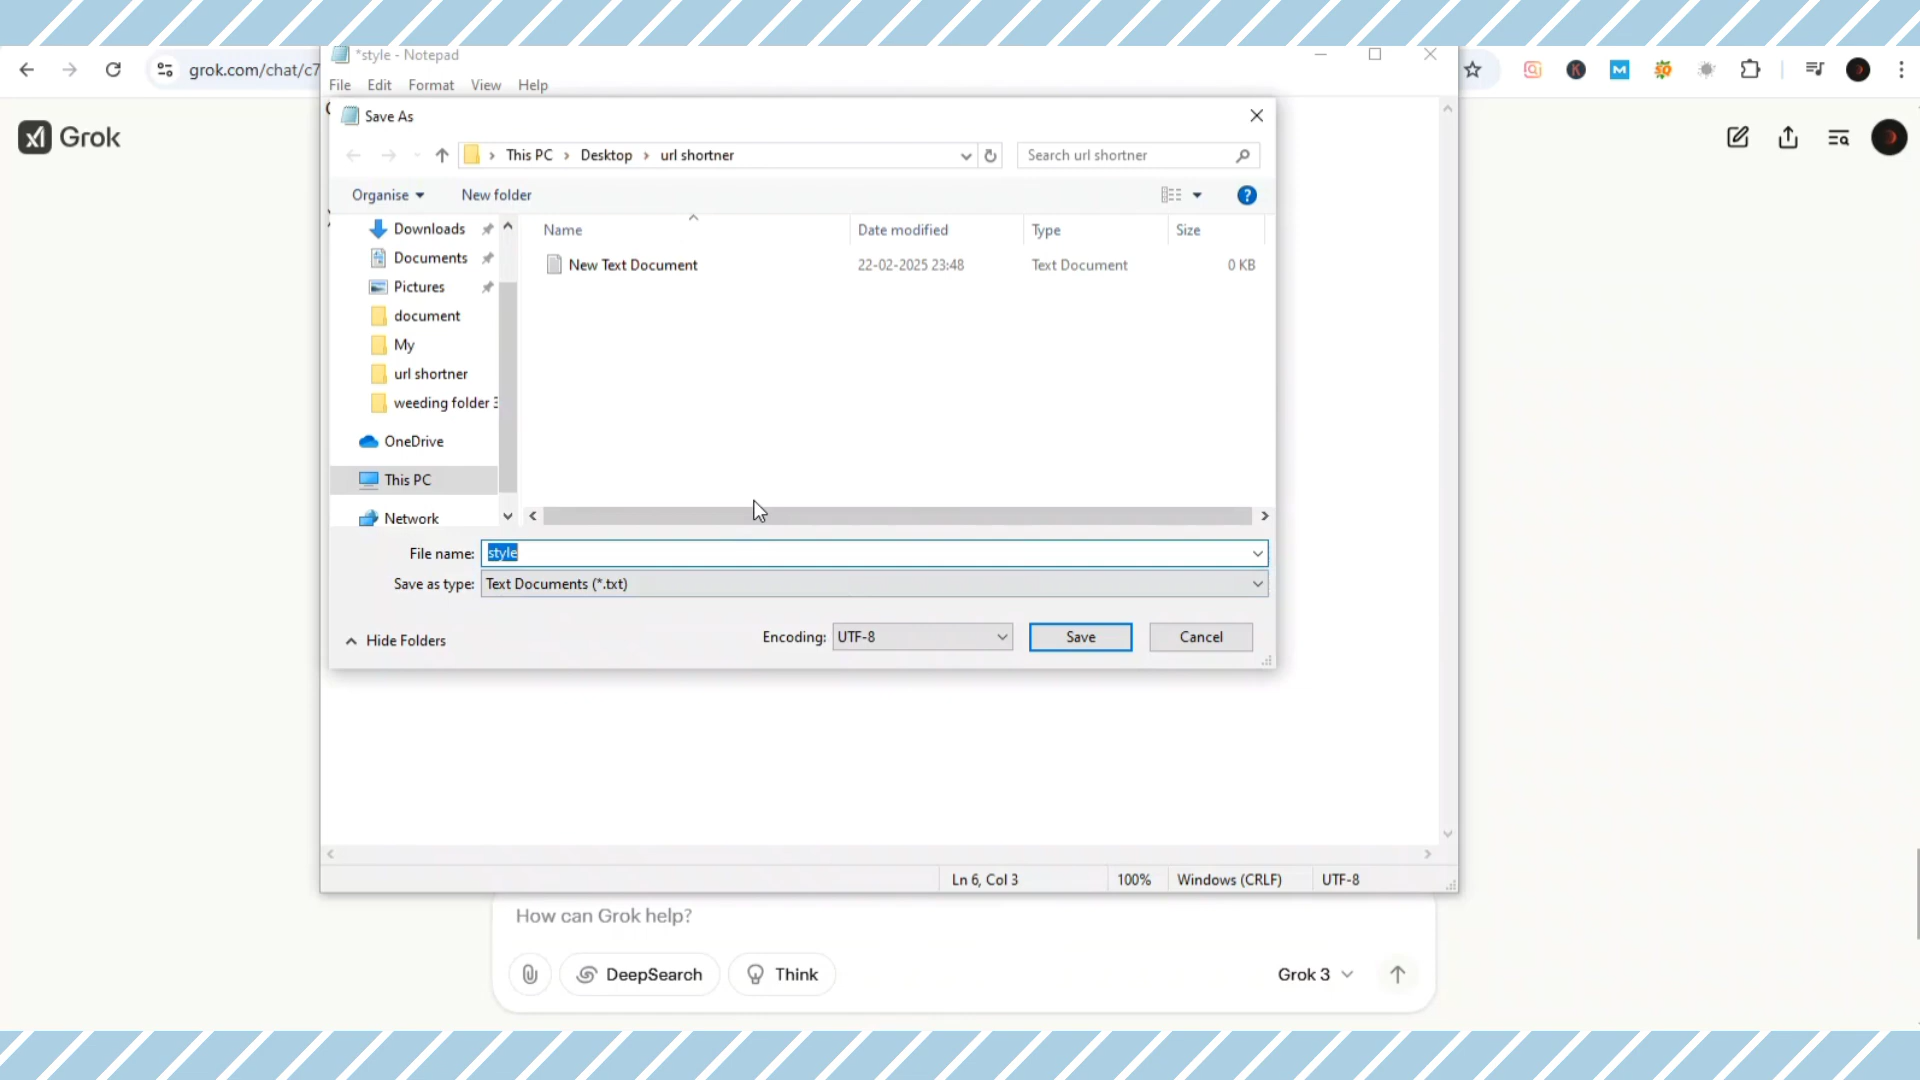 *style - Notepad
grok.com/chat/c7
File Edit Format View Help
Save As
Grok
This PC Desktop url shortner
Search url shortner
Organise New folder
Name Date modified Type Size
Downloads
New Text Document 22-02-2025 23:48 Text Document 0 KB
Documents
Pictures
document
My
url shortner
weeding folder 3
OneDrive
This PC
Network
File name: style
Save as type: Text Documents (*.txt)
Hide Folders
Encoding: UTF-8
Save
Cancel
Ln 6, Col 3 100% Windows (CRLF) UTF-8
How can Grok help?
DeepSearch Think Grok 3